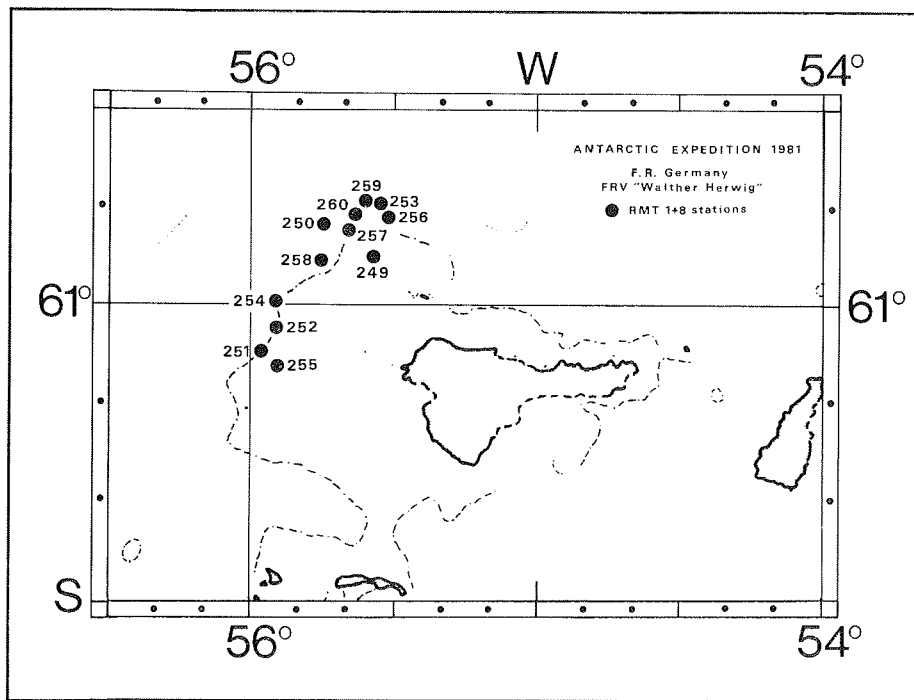 56° W 54°
ANTARCTIC EXPEDITION 1981
F.R. Germany
FRV "Walther Herwig"
RMT 1+8 stations
259
253
260
256
250
257
258
249
61° 254 61°
252
251
255
S
56° 54°